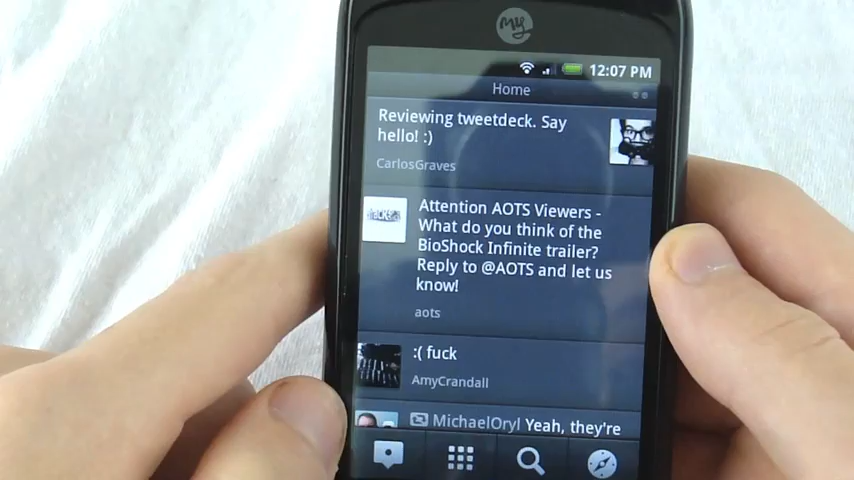 my
12:07 PM
Home
Reviewing tweetdeck. Say
hello! :)
CarlosGraves
Attention AOTS Viewers -
What do you think of the
BioShock Infinite trailer?
Reply to @AOTS and let us
know!
aots
:( fuck
AmyCrandall
MichaelOryl Yeah, they're